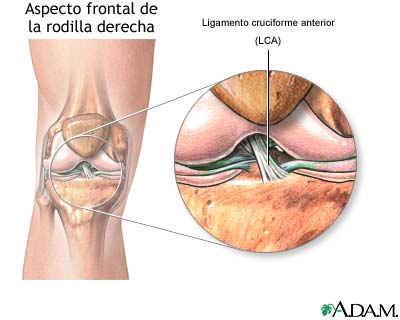 Aspecto frontal de
la rodilla derecha
Ligamento cruciforme anterior
(LCA)
A.D.A.M.